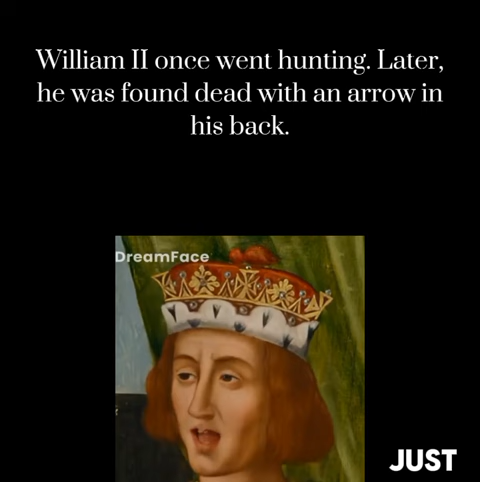 William II once went hunting. Later,
he was found dead with an arrow in
his back.
DreamFace
JUST